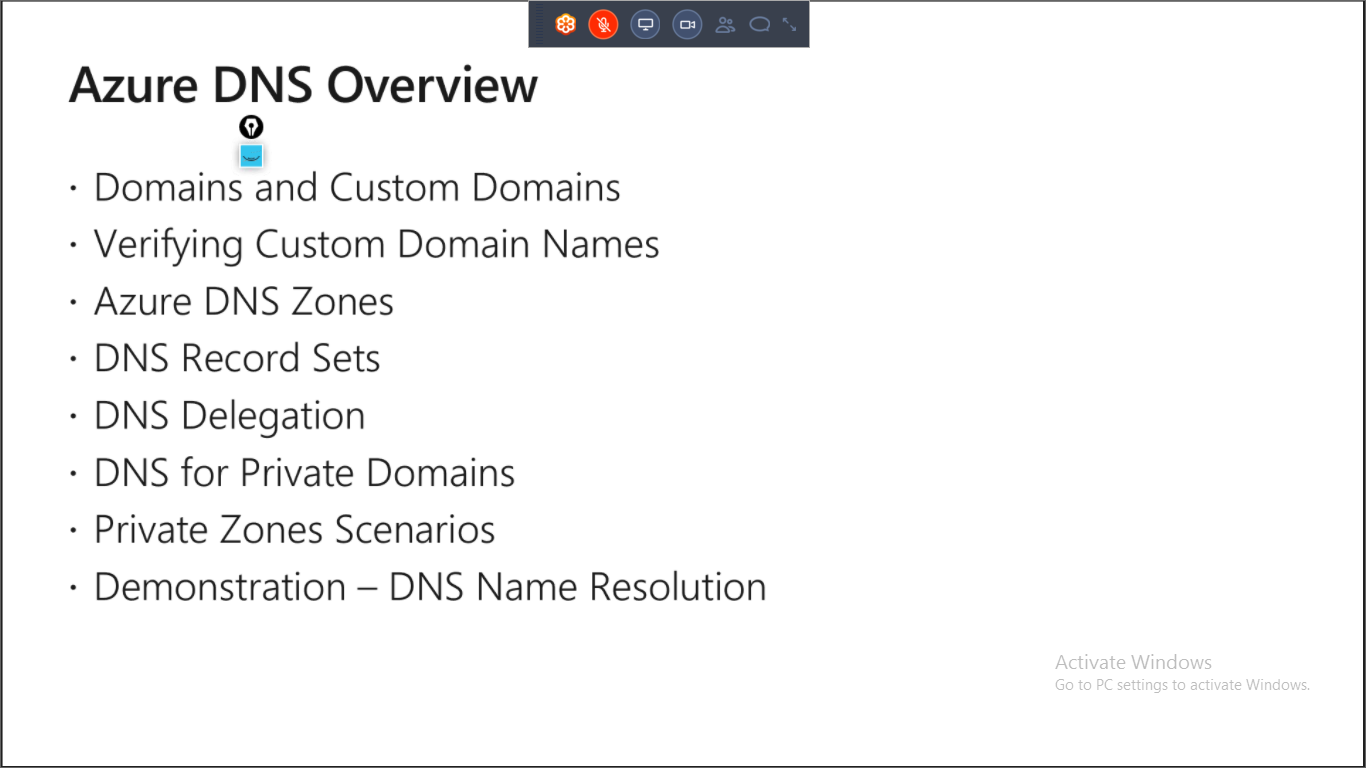 Azure DNS Overview
· Domains and Custom Domains
· Verifying Custom Domain Names
· Azure DNS Zones
· DNS Record Sets
· DNS Delegation
· DNS for Private Domains
· Private Zones Scenarios
· Demonstration – DNS Name Resolution
Activate Windows
Go to PC settings to activate Windows.